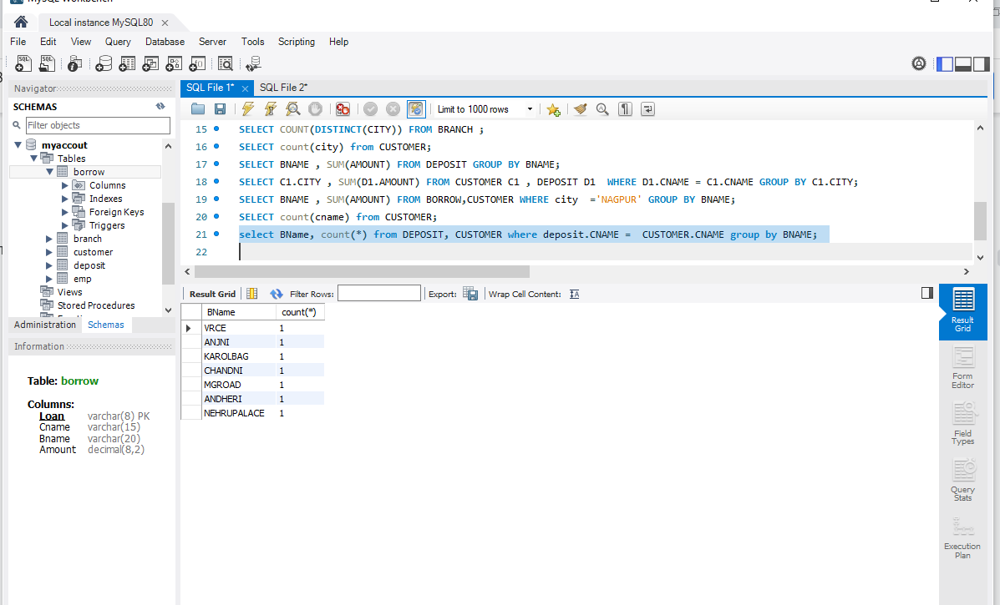 MySQL Workbench
Local instance MySQL80 ×
File Edit View Query Database Server Tools Scripting Help
Navigator
SCHEMAS
Filter objects
myaccout
Tables
borrow
Columns
Indexes
Foreign Keys
Triggers
branch
customer
deposit
emp
Views
Stored Procedures
Administration Schemas
Information
Table: borrow
Columns:
Loan varchar(8) PK
Cname varchar(15)
Bname varchar(20)
Amount decimal(8,2)
SQL File 1* × SQL File 2*
Limit to 1000 rows
15 SELECT COUNT(DISTINCT(CITY)) FROM BRANCH ;
16 SELECT count(city) from CUSTOMER;
17 SELECT BNAME , SUM(AMOUNT) FROM DEPOSIT GROUP BY BNAME;
18 SELECT C1.CITY , SUM(D1.AMOUNT) FROM CUSTOMER C1 , DEPOSIT D1  WHERE D1.CNAME = C1.CNAME GROUP BY C1.CITY;
19 SELECT BNAME , SUM(AMOUNT) FROM BORROW,CUSTOMER WHERE city  ='NAGPUR' GROUP BY BNAME;
20 SELECT count(cname) from CUSTOMER;
21 select BName, count(*) from DEPOSIT, CUSTOMER where deposit.CNAME =  CUSTOMER.CNAME group by BNAME;
22
Result Grid Filter Rows: Export: Wrap Cell Content:
BName count(*)
VRCE 1
ANJNI 1
KAROLBAG 1
CHANDNI 1
MGROAD 1
ANDHERI 1
NEHRUPALACE 1
Result
Grid
Form
Editor
Field
Types
Query
Stats
Execution
Plan